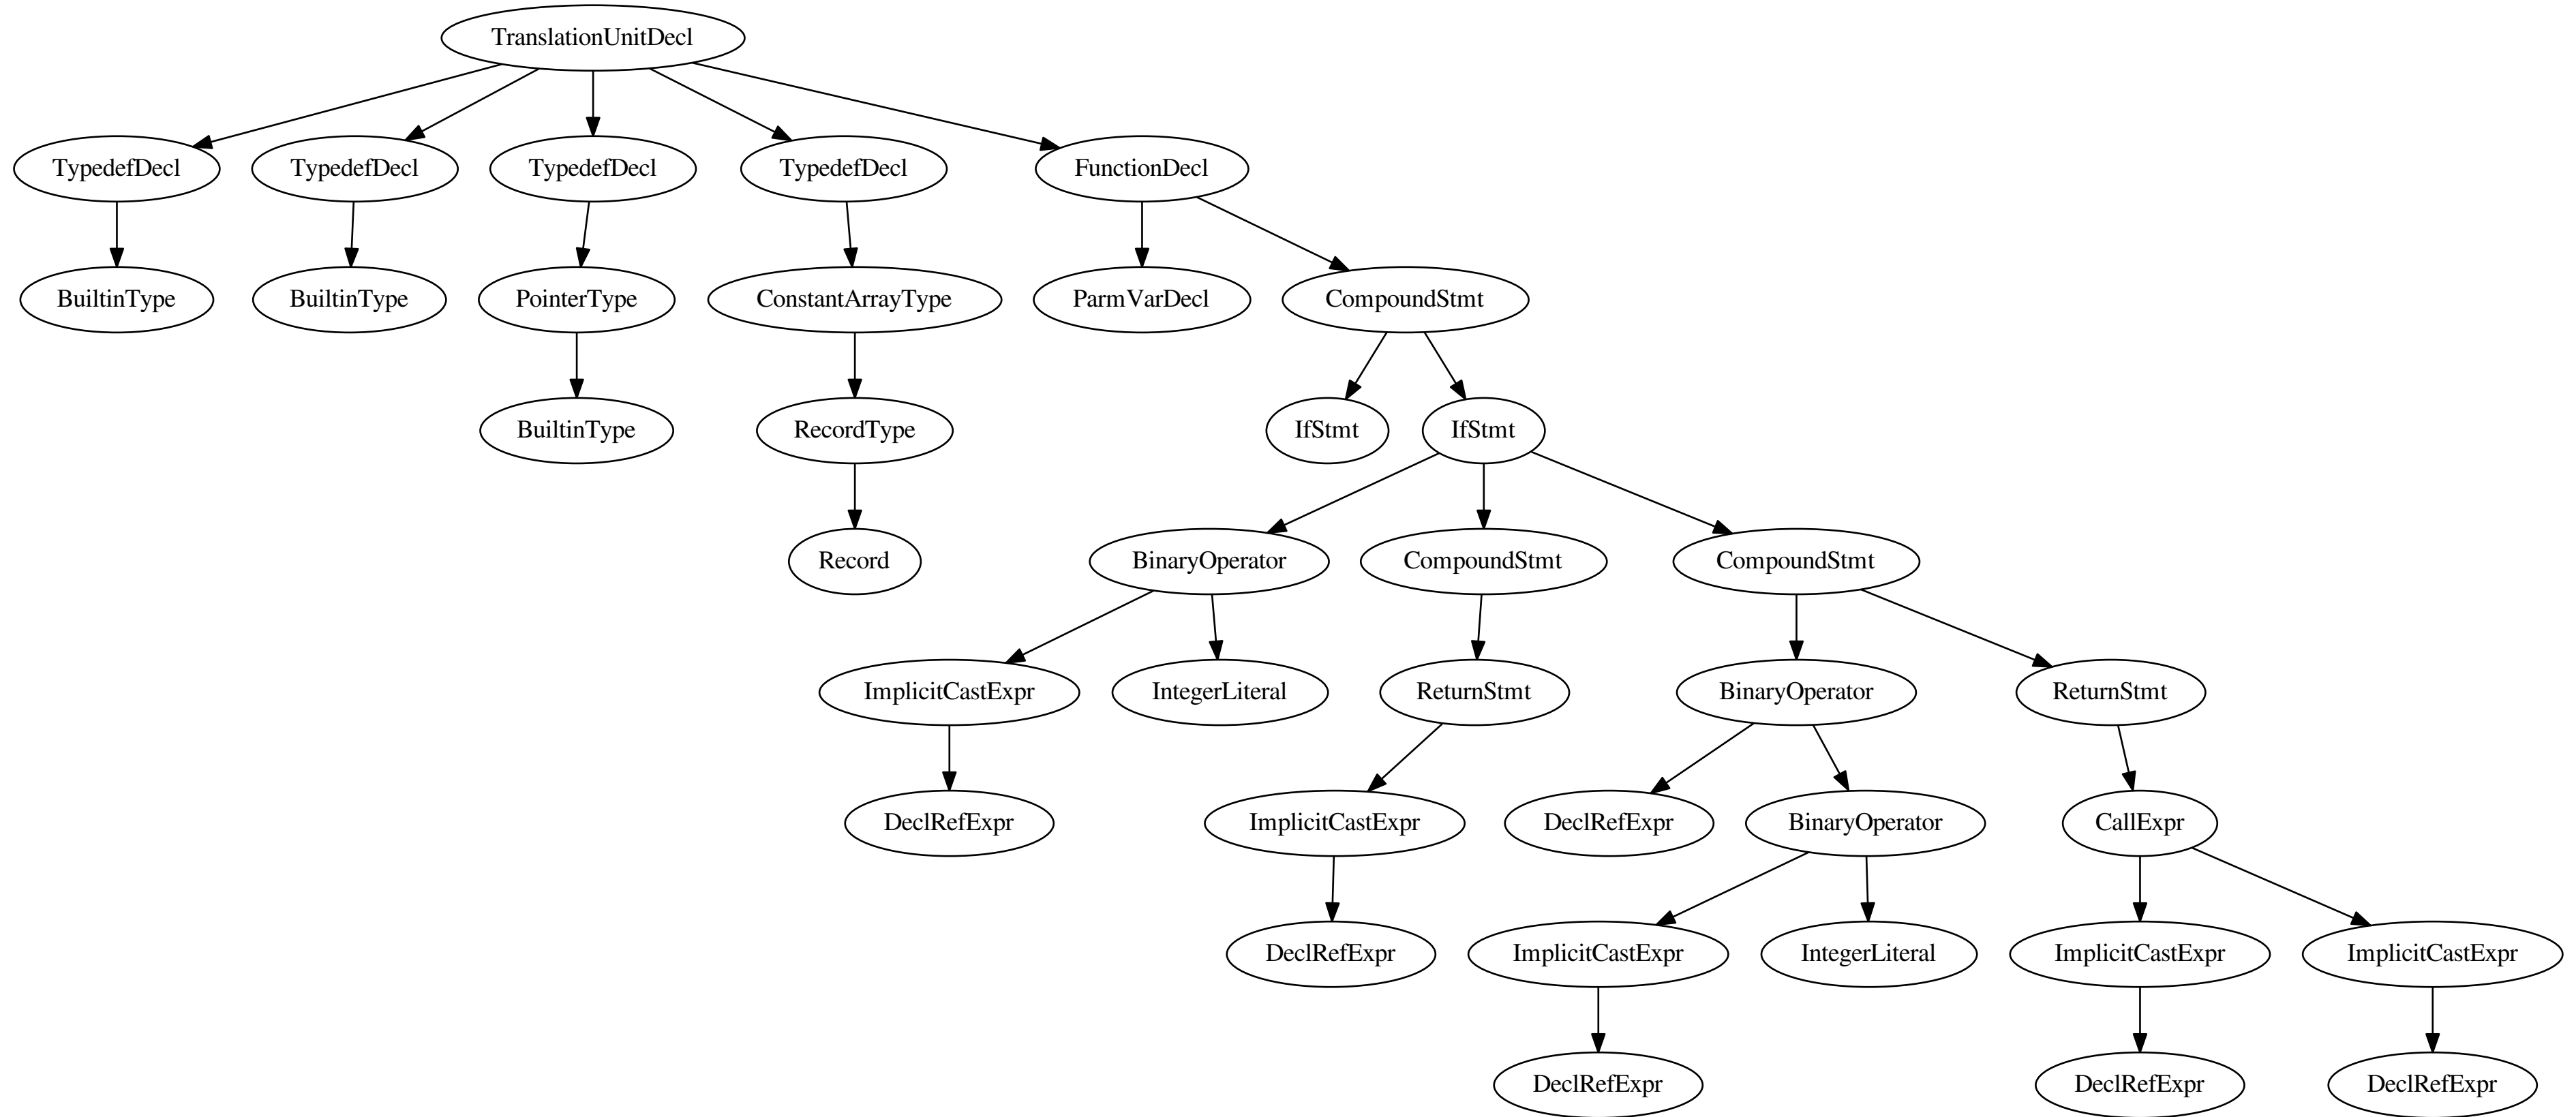 TranslationUnitDecl
TypedefDecl TypedefDecl TypedefDecl TypedefDecl FunctionDecl
BuiltinType BuiltinType PointerType ConstantArrayType ParmVarDecl CompoundStmt
BuiltinType RecordType IfStmt IfStmt
Record BinaryOperator CompoundStmt CompoundStmt
ImplicitCastExpr IntegerLiteral ReturnStmt BinaryOperator ReturnStmt
DeclRefExpr ImplicitCastExpr DeclRefExpr BinaryOperator CallExpr
DeclRefExpr ImplicitCastExpr IntegerLiteral ImplicitCastExpr ImplicitCastExpr
DeclRefExpr DeclRefExpr DeclRefExpr